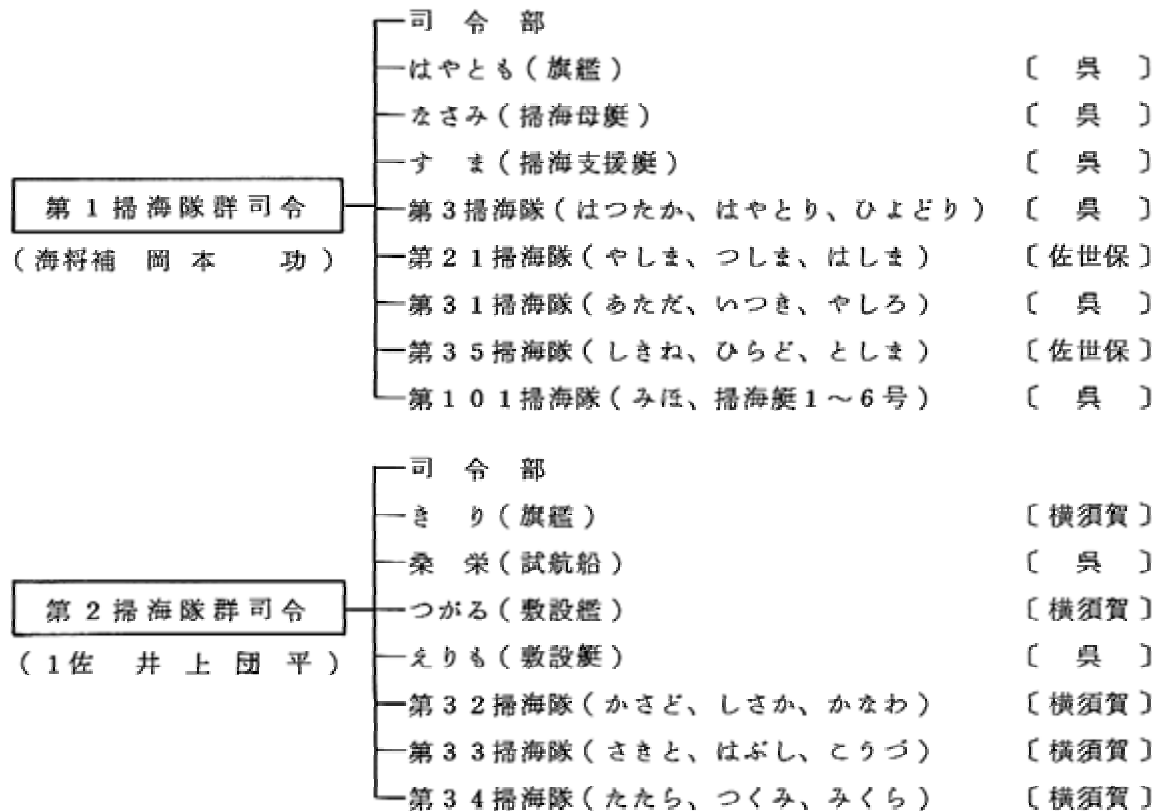 司令部
はやとも(旗艦) 〔呉〕
なさみ(掃海母艇) 〔呉〕
すま(掃海支援艇) 〔呉〕
第1掃海隊群司令
第3掃海隊(はつたか、はやとり、ひよどり) 〔呉〕
(海将補 岡本 功)
第21掃海隊(やしま、つしま、はしま) 〔佐世保〕
第31掃海隊(あただ、いつき、やしろ) 〔呉〕
第35掃海隊(しきね、ひらど、としま) 〔佐世保〕
第101掃海隊(みほ、掃海艇1~6号) 〔呉〕
司令部
きり(旗艦) 〔横須賀〕
桑栄(試航船) 〔呉〕
第2掃海隊群司令
つがる(敷設艦) 〔横須賀〕
(1佐 井上団平)
えりも(敷設艇) 〔呉〕
第32掃海隊(かさど、しさか、かなわ) 〔横須賀〕
第33掃海隊(さきと、はぶし、こうづ) 〔横須賀〕
第34掃海隊(たたら、つくみ、みくら) 〔横須賀〕